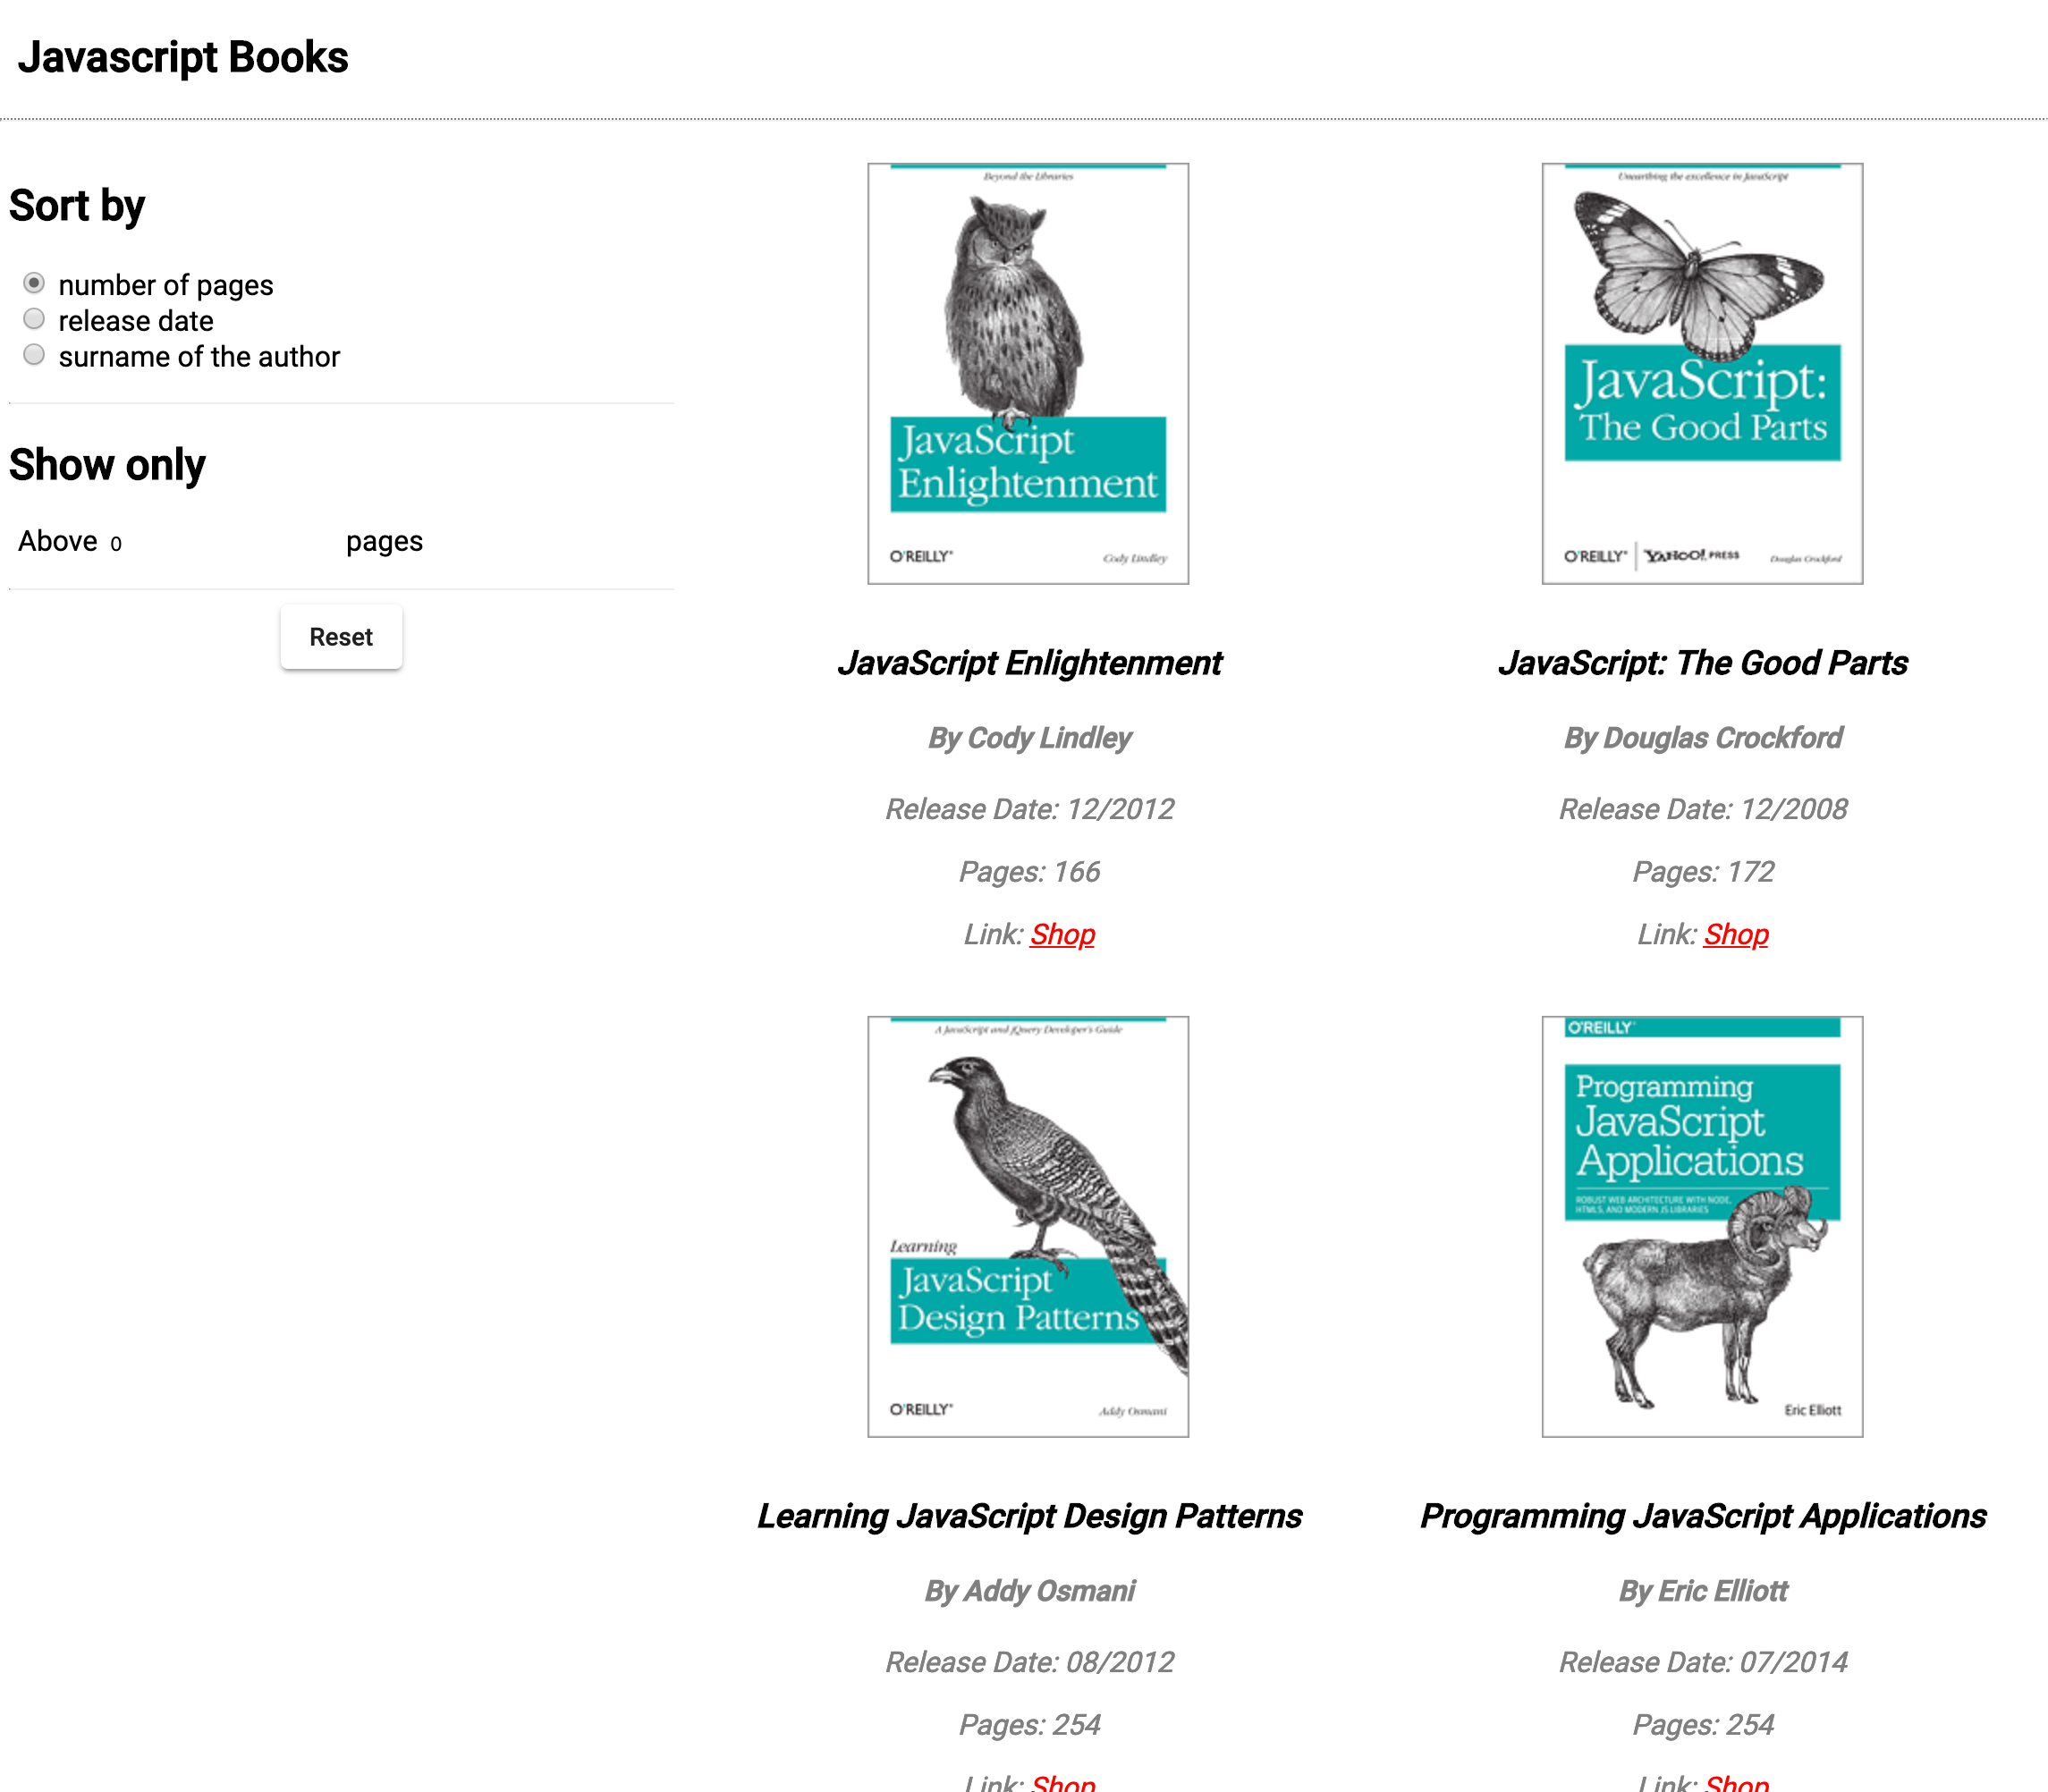 Javascript Books
Sort by
number of pages
release date
surname of the author
Show only
Above 0 pages
Reset
Beyond the Libraries
JavaScript
Enlightenment
O'REILLY®
Cody Lindley
JavaScript Enlightenment
By Cody Lindley
Release Date: 12/2012
Pages: 166
Link: Shop
Unearthing the excellence in JavaScript
JavaScript:
The Good Parts
O'REILLY® YAHOO! PRESS
Douglas Crockford
JavaScript: The Good Parts
By Douglas Crockford
Release Date: 12/2008
Pages: 172
Link: Shop
A JavaScript and jQuery Developer's Guide
Learning
JavaScript
Design Patterns
O'REILLY®
Addy Osmani
Learning JavaScript Design Patterns
By Addy Osmani
Release Date: 08/2012
Pages: 254
Link: Shop
O'REILLY®
Programming
JavaScript
Applications
ROBUST WEB ARCHITECTURE WITH NODE,
HTML5, AND MODERN JS LIBRARIES
Eric Elliott
Programming JavaScript Applications
By Eric Elliott
Release Date: 07/2014
Pages: 254
Link: Shop